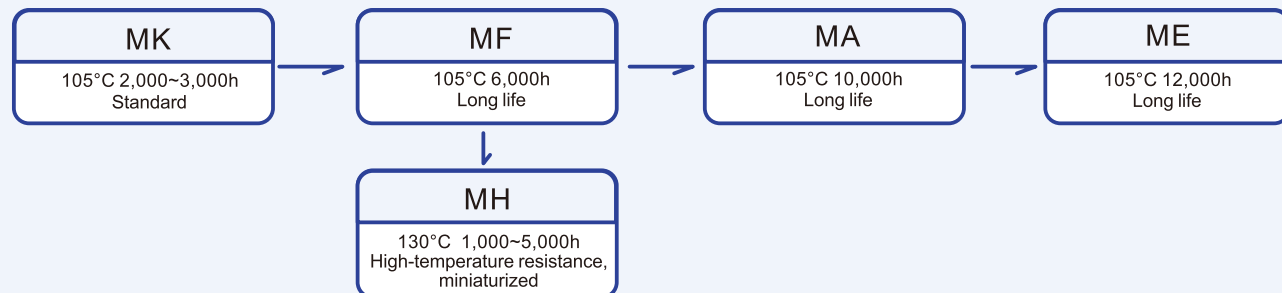 MK
105°C 2,000~3,000h
Standard
MF
105°C 6,000h
Long life
MA
105°C 10,000h
Long life
ME
105°C 12,000h
Long life
MH
130°C 1,000~5,000h
High-temperature resistance,
miniaturized